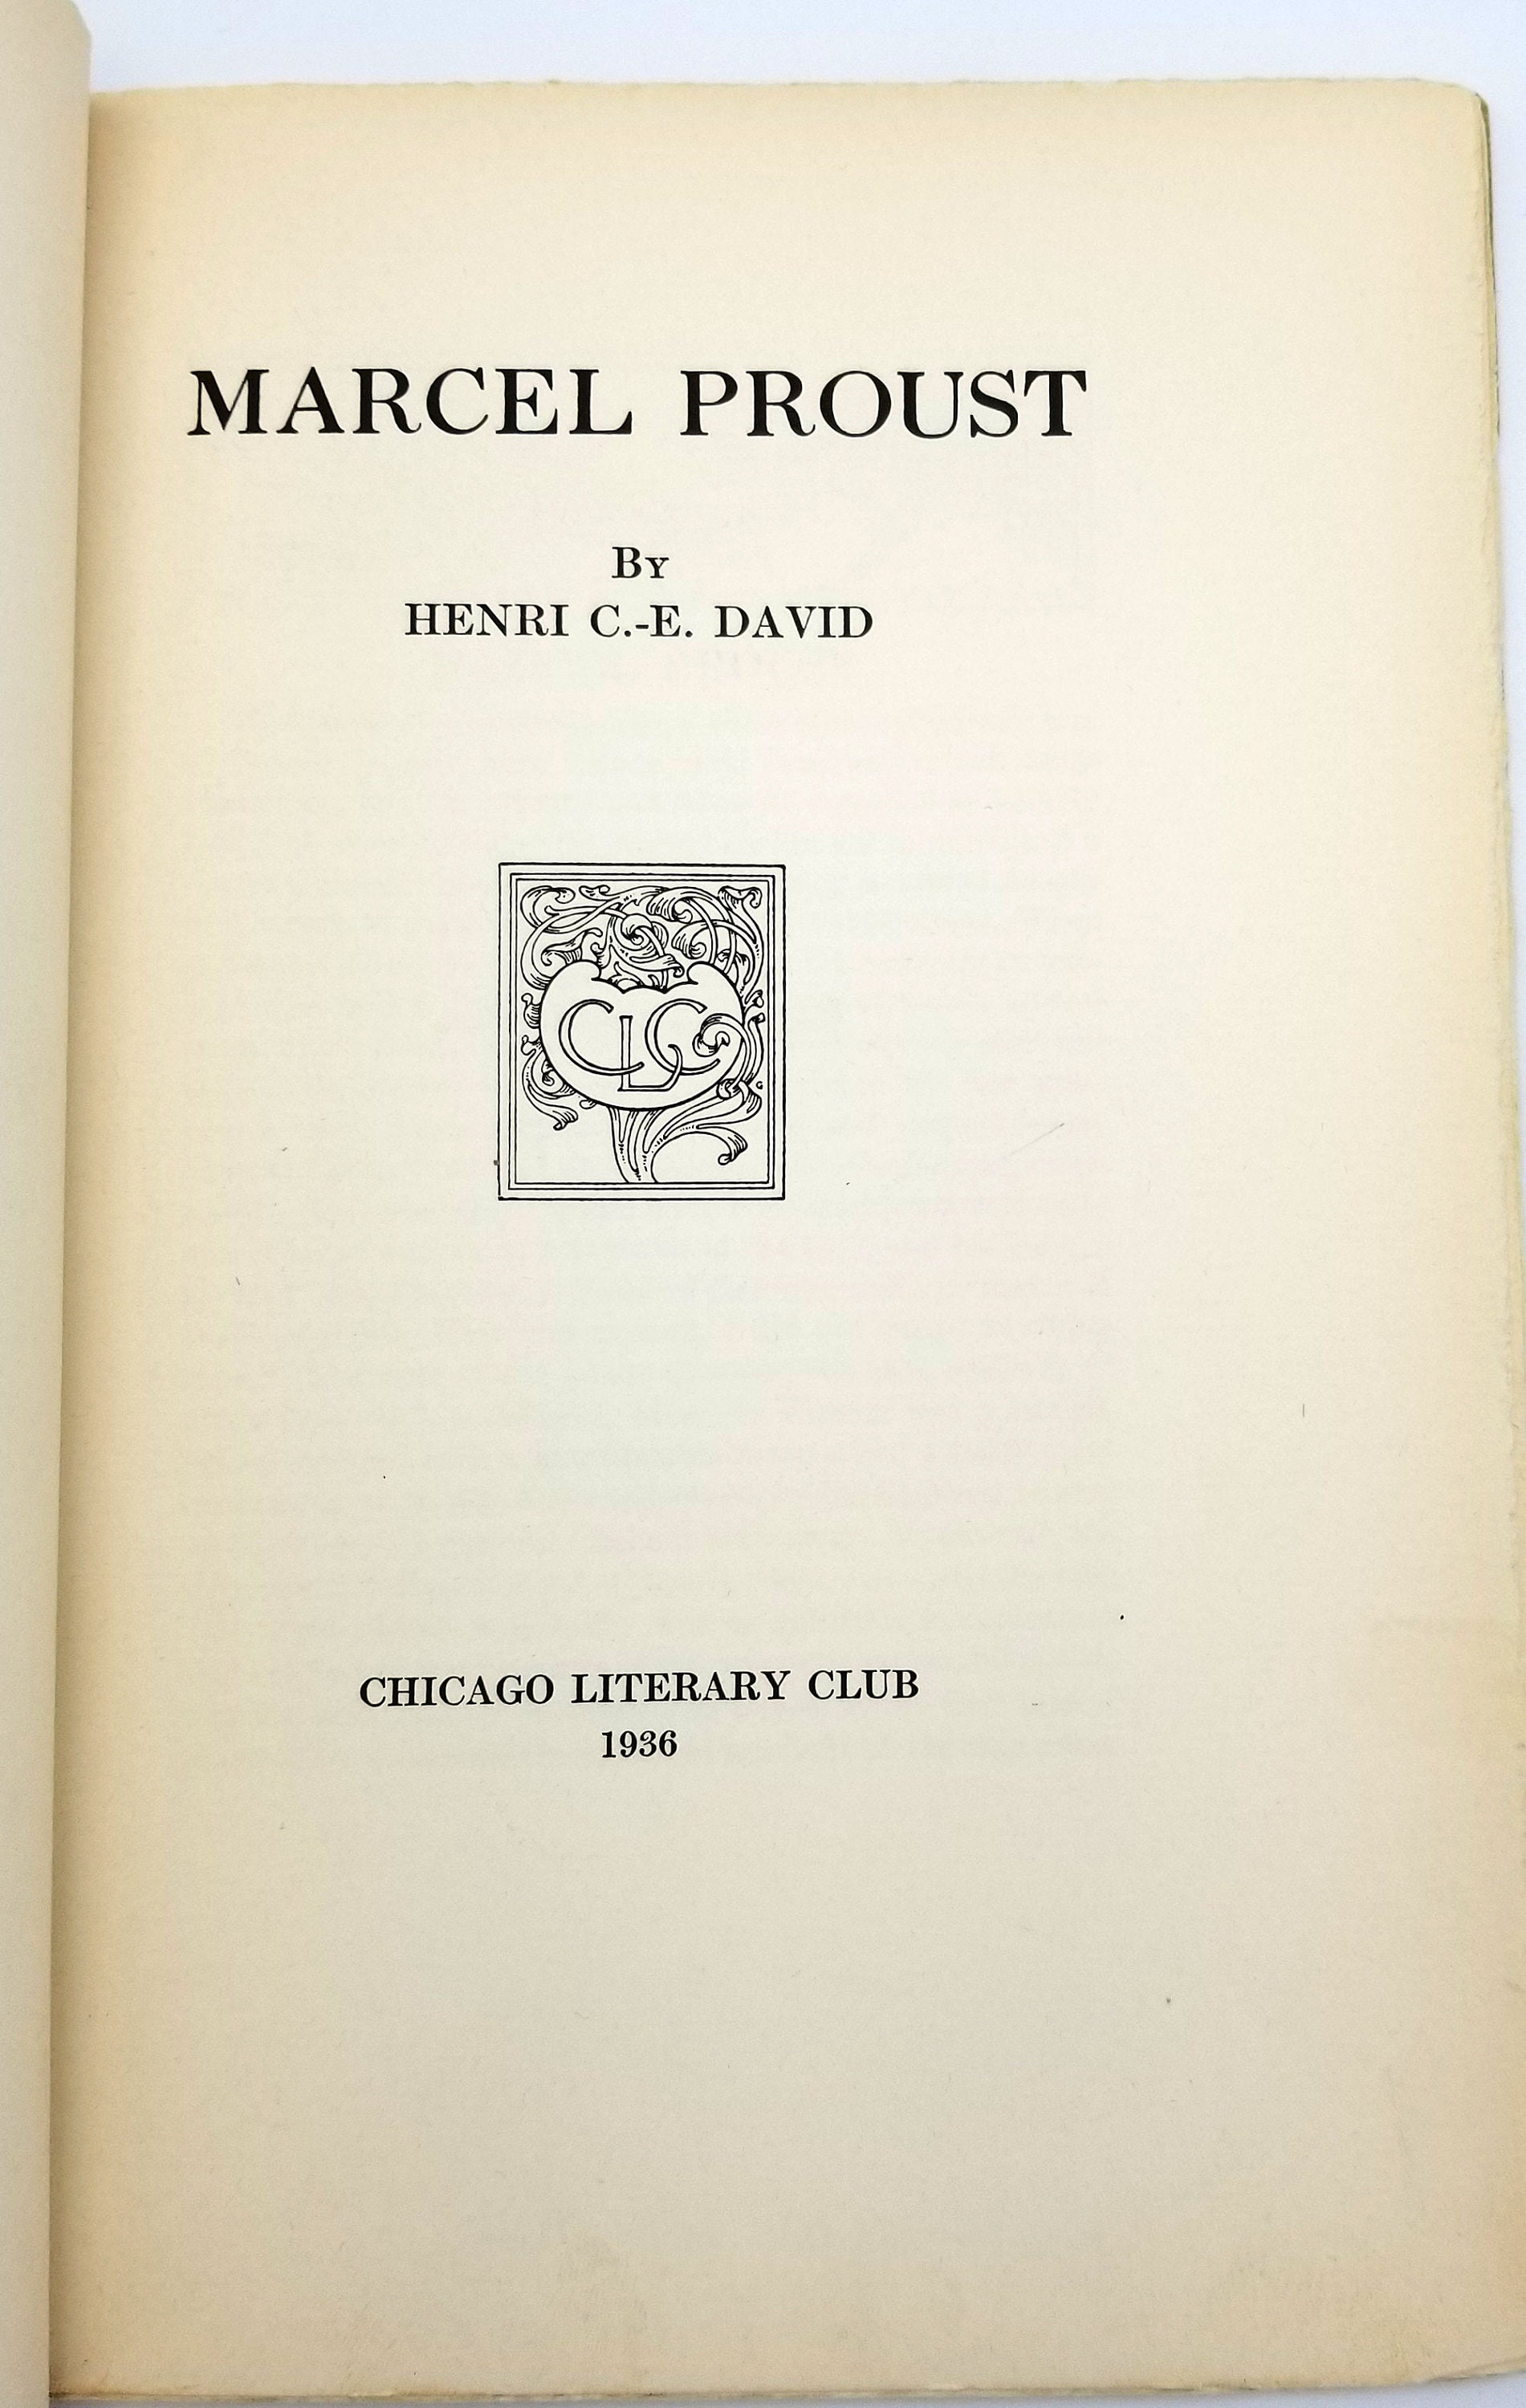 MARCEL PROUST
BY
HENRI C.-E. DAVID
CLC
CHICAGO LITERARY CLUB
1936